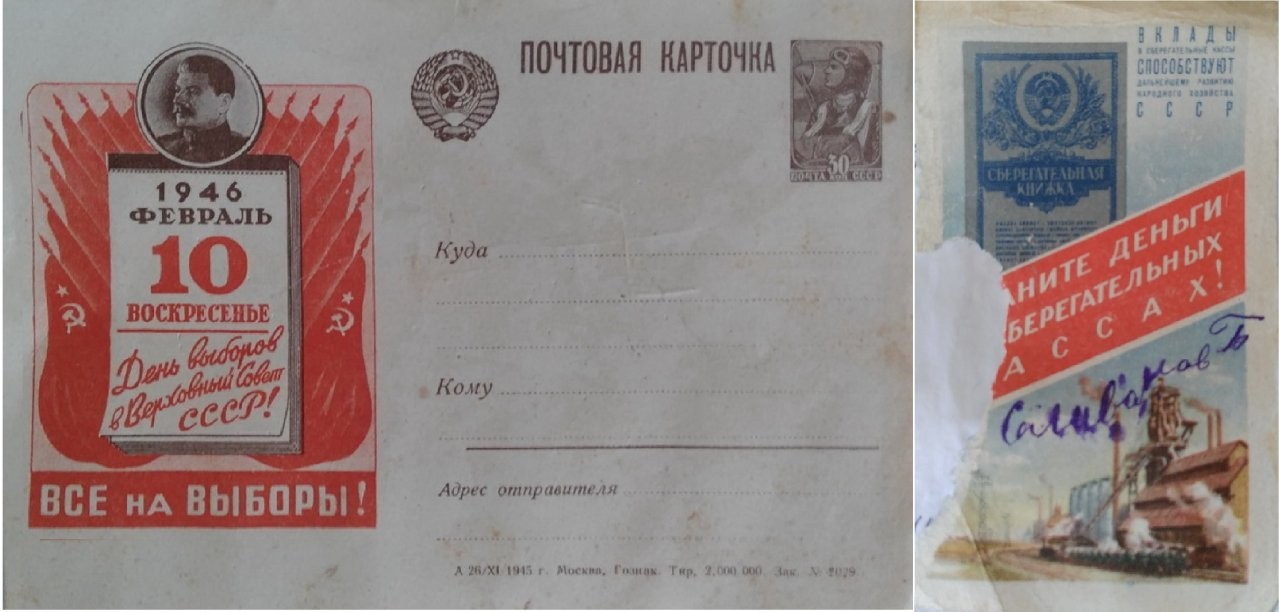 ПОЧТОВАЯ КАРТОЧКА
30
ПОЧТА СССР
1946
ФЕВРАЛЬ
10
ВОСКРЕСЕНЬЕ
День выборов
в Верховный Совет
СССР!
ВСЕ НА ВЫБОРЫ!
Куда
Кому
Адрес отправителя
А 26/XI 1945 г. Москва, Гознак. Тир. 2.000 000. Зак. № 2029
ВКЛАДЫ
В СБЕРЕГАТЕЛЬНЫЕ КАССЫ
СПОСОБСТВУЮТ
ДАЛЬНЕЙШЕМУ РАЗВИТИЮ
НАРОДНОГО ХОЗЯЙСТВА
СССР
СБЕРЕГАТЕЛЬНАЯ
КНИЖКА
АНИТЕ ДЕНЬГИ
БЕРЕГАТЕЛЬНЫХ
АССАХ!